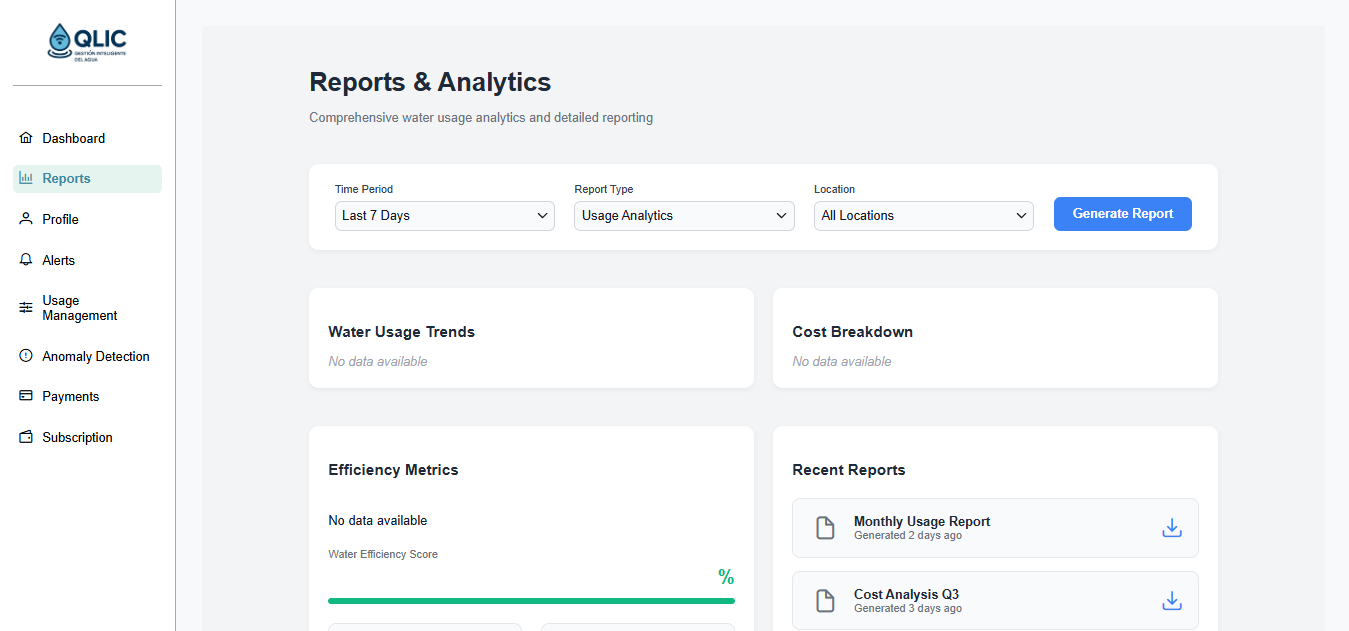 QLIC
GESTIÓN INTELIGENTE
DEL AGUA
Dashboard
Reports
Profile
Alerts
Usage
Management
Anomaly Detection
Payments
Subscription
Reports & Analytics
Comprehensive water usage analytics and detailed reporting
Time Period
Last 7 Days
Report Type
Usage Analytics
Location
All Locations
Generate Report
Water Usage Trends
No data available
Cost Breakdown
No data available
Efficiency Metrics
No data available
Water Efficiency Score
%
Recent Reports
Monthly Usage Report
Generated 2 days ago
Cost Analysis Q3
Generated 3 days ago